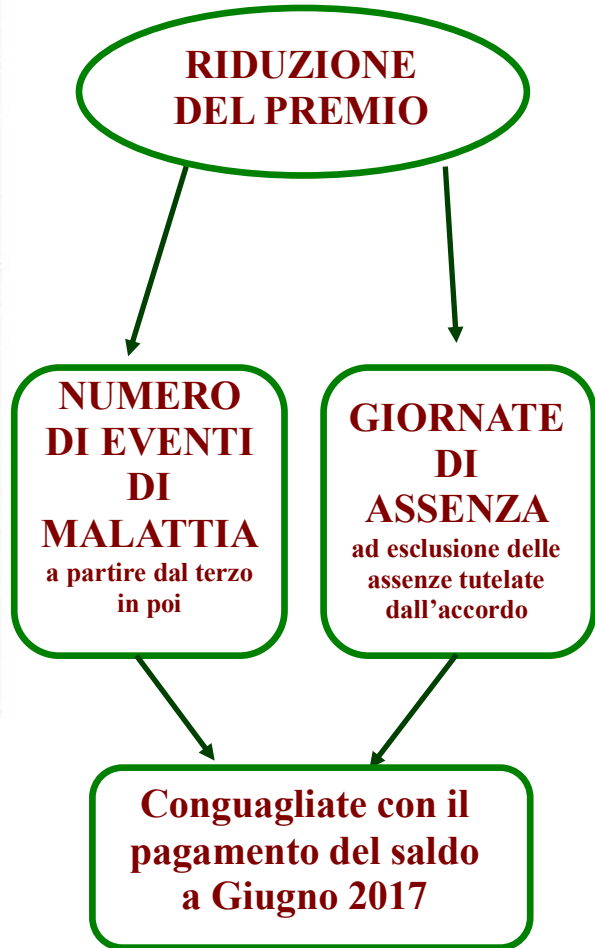 RIDUZIONE
DEL PREMIO
NUMERO
DI EVENTI
DI
MALATTIA
a partire dal terzo
in poi
GIORNATE
DI
ASSENZA
ad esclusione delle
assenze tutelate
dall’accordo
Conguagliate con il
pagamento del saldo
a Giugno 2017